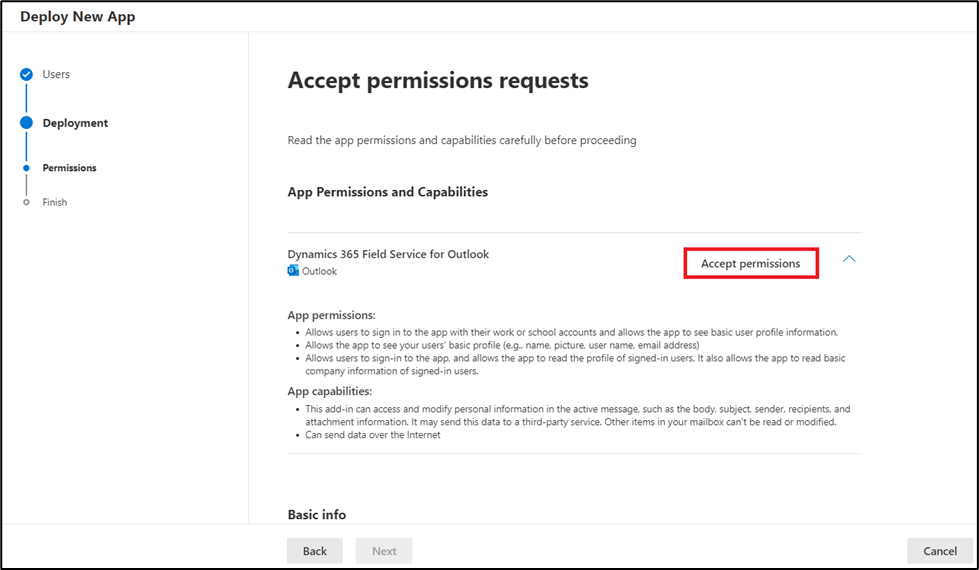 Deploy New App
Users
Deployment
Permissions
Finish
Accept permissions requests
Read the app permissions and capabilities carefully before proceeding
App Permissions and Capabilities
Dynamics 365 Field Service for Outlook
Outlook
Accept permissions
App permissions:
• Allows users to sign in to the app with their work or school accounts and allows the app to see basic user profile information.
• Allows the app to see your users' basic profile (e.g., name, picture, user name, email address)
• Allows users to sign-in to the app, and allows the app to read the profile of signed-in users. It also allows the app to read basic
company information of signed-in users.
App capabilities:
• This add-in can access and modify personal information in the active message, such as the body, subject, sender, recipients, and
attachment information. It may send this data to a third-party service. Other items in your mailbox can't be read or modified.
• Can send data over the Internet
Basic info
Back
Next
Cancel